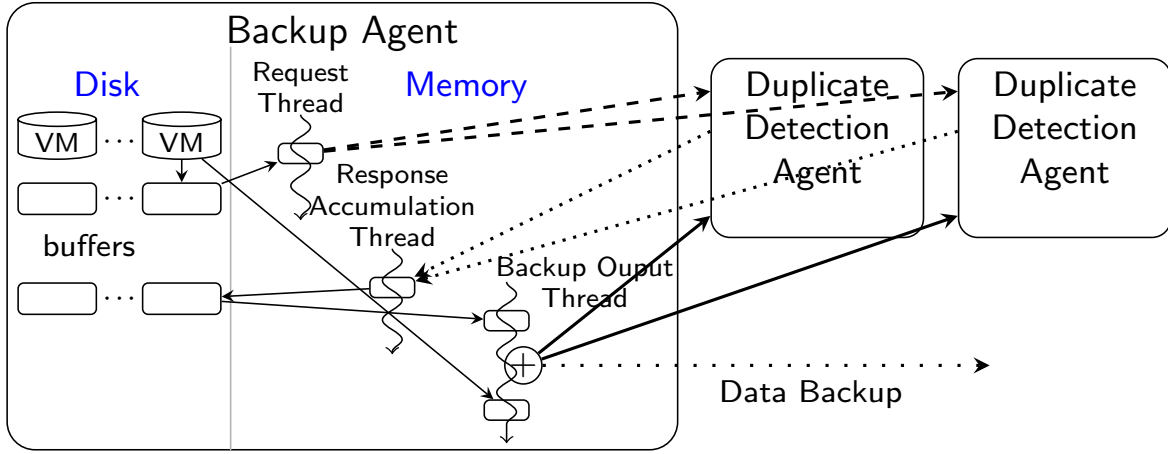 Backup Agent
Disk
Memory
Request
Thread
VM ... VM
Response
Accumulation
Thread
buffers
Backup Ouput
Thread
Data Backup
Duplicate
Detection
Agent
Duplicate
Detection
Agent